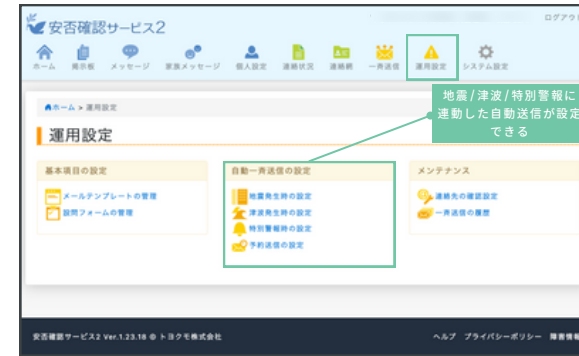 安否確認サービス2
ログアウ
ホーム 掲示板 メッセージ 家族メッセージ 個人設定 連絡状況 連絡網 一斉送信 運用設定 システム設定
ホーム > 運用設定
地震/津波/特別警報に
連動した自動送信が設定
できる
運用設定
基本項目の設定
メールテンプレートの管理
設問フォームの管理
自動一斉送信の設定
地震発生時の設定
津波発生時の設定
特別警報時の設定
予約送信の設定
メンテナンス
連絡先の確認設定
一斉送信の履歴
安否確認サービス2 Ver.1.23.18 © トヨクモ株式会社
ヘルプ プライバシーポリシー 障害情報